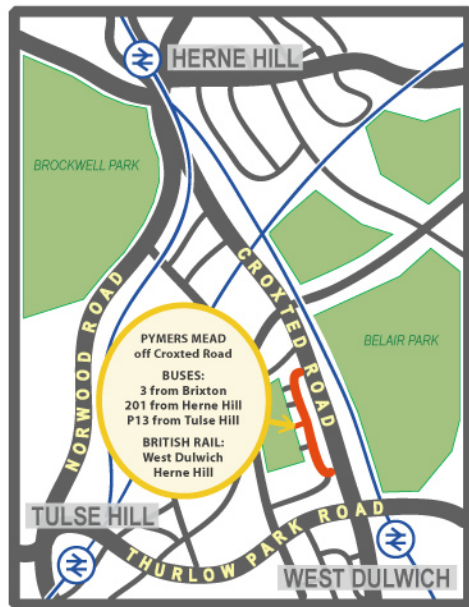 HERNE HILL
BROCKWELL PARK
CROXTED ROAD
NORWOOD ROAD
PYMERS MEAD
off Croxted Road
BUSES:
3 from Brixton
201 from Herne Hill
P13 from Tulse Hill
BRITISH RAIL:
West Dulwich
Herne Hill
BELAIR PARK
TULSE HILL
THURLOW PARK ROAD
WEST DULWICH